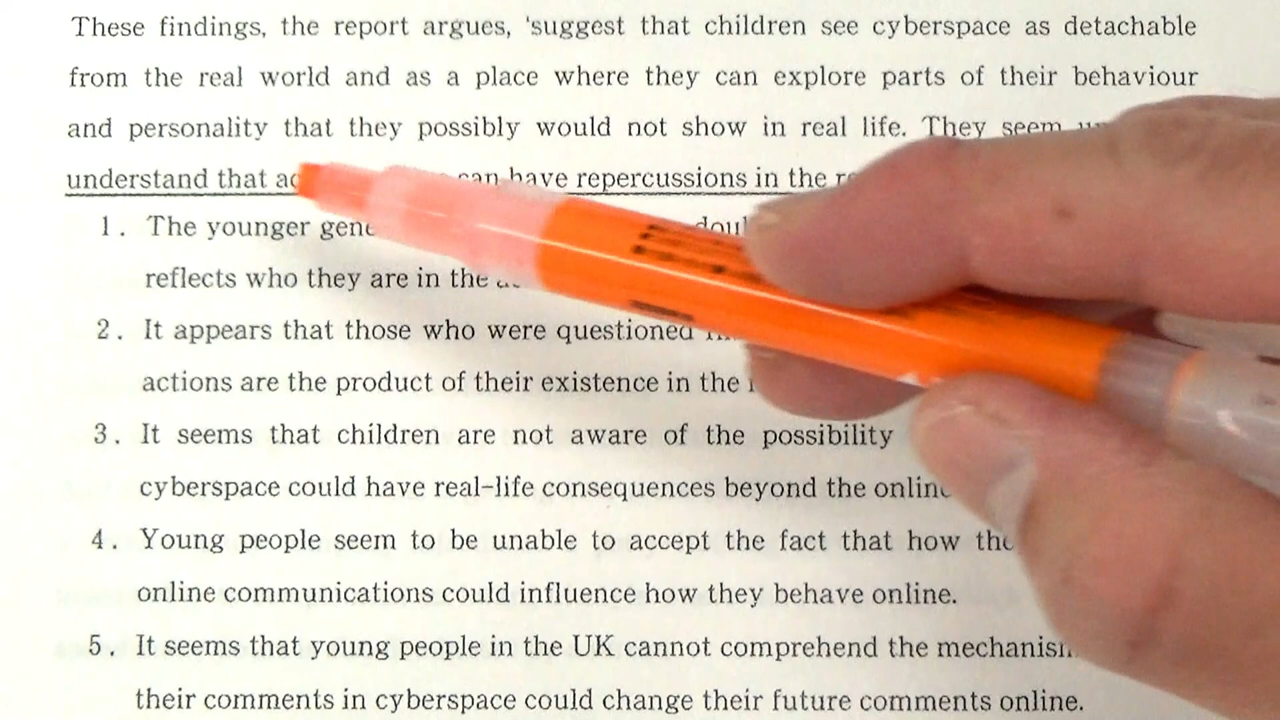 These findings, the report argues, 'suggest that children see cyberspace as detachable
from the real world and as a place where they can explore parts of their behaviour
and personality that they possibly would not show in real life. They seem
understand that can have repercussions in the
1. The younger
reflects who they are in the
2. It appears that those who were questioned
actions are the product of their existence in the
3. It seems that children are not aware of the possibility
cyberspace could have real-life consequences beyond the
4. Young people seem to be unable to accept the fact that how
online communications could influence how they behave online.
5. It seems that young people in the UK cannot comprehend the
their comments in cyberspace could change their future comments online.